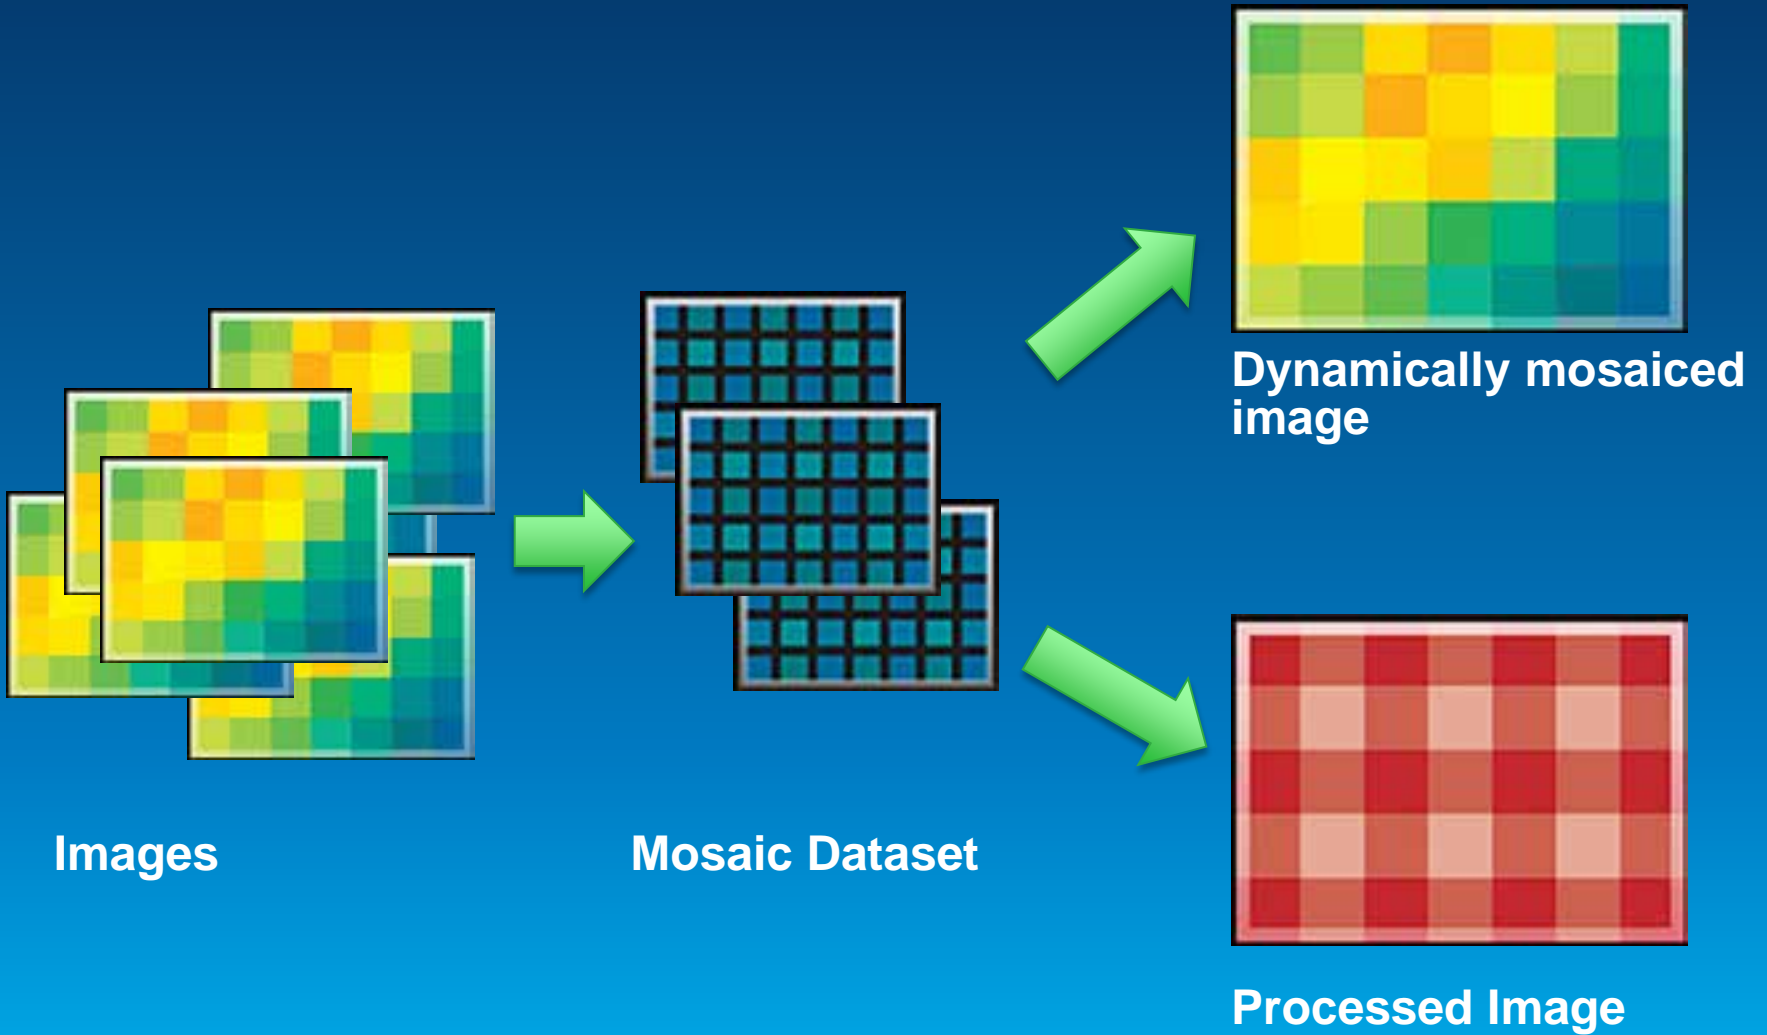 Dynamically mosaiced
image
Images
Mosaic Dataset
Processed Image